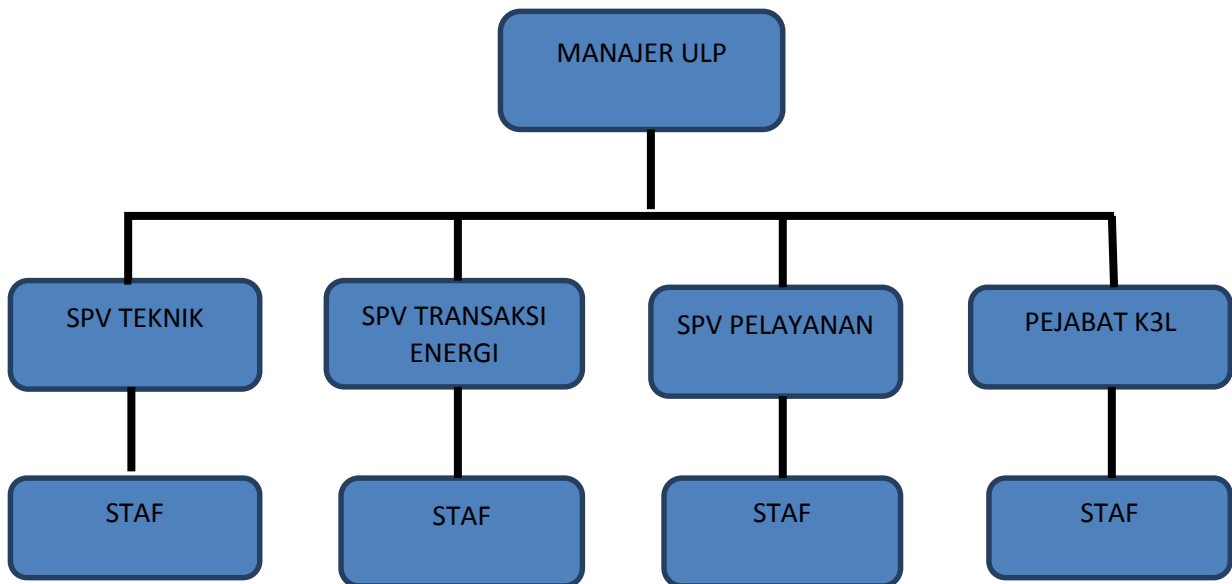 MANAJER ULP
SPV TEKNIK
SPV TRANSAKSI
ENERGI
SPV PELAYANAN
PEJABAT K3L
STAF
STAF
STAF
STAF